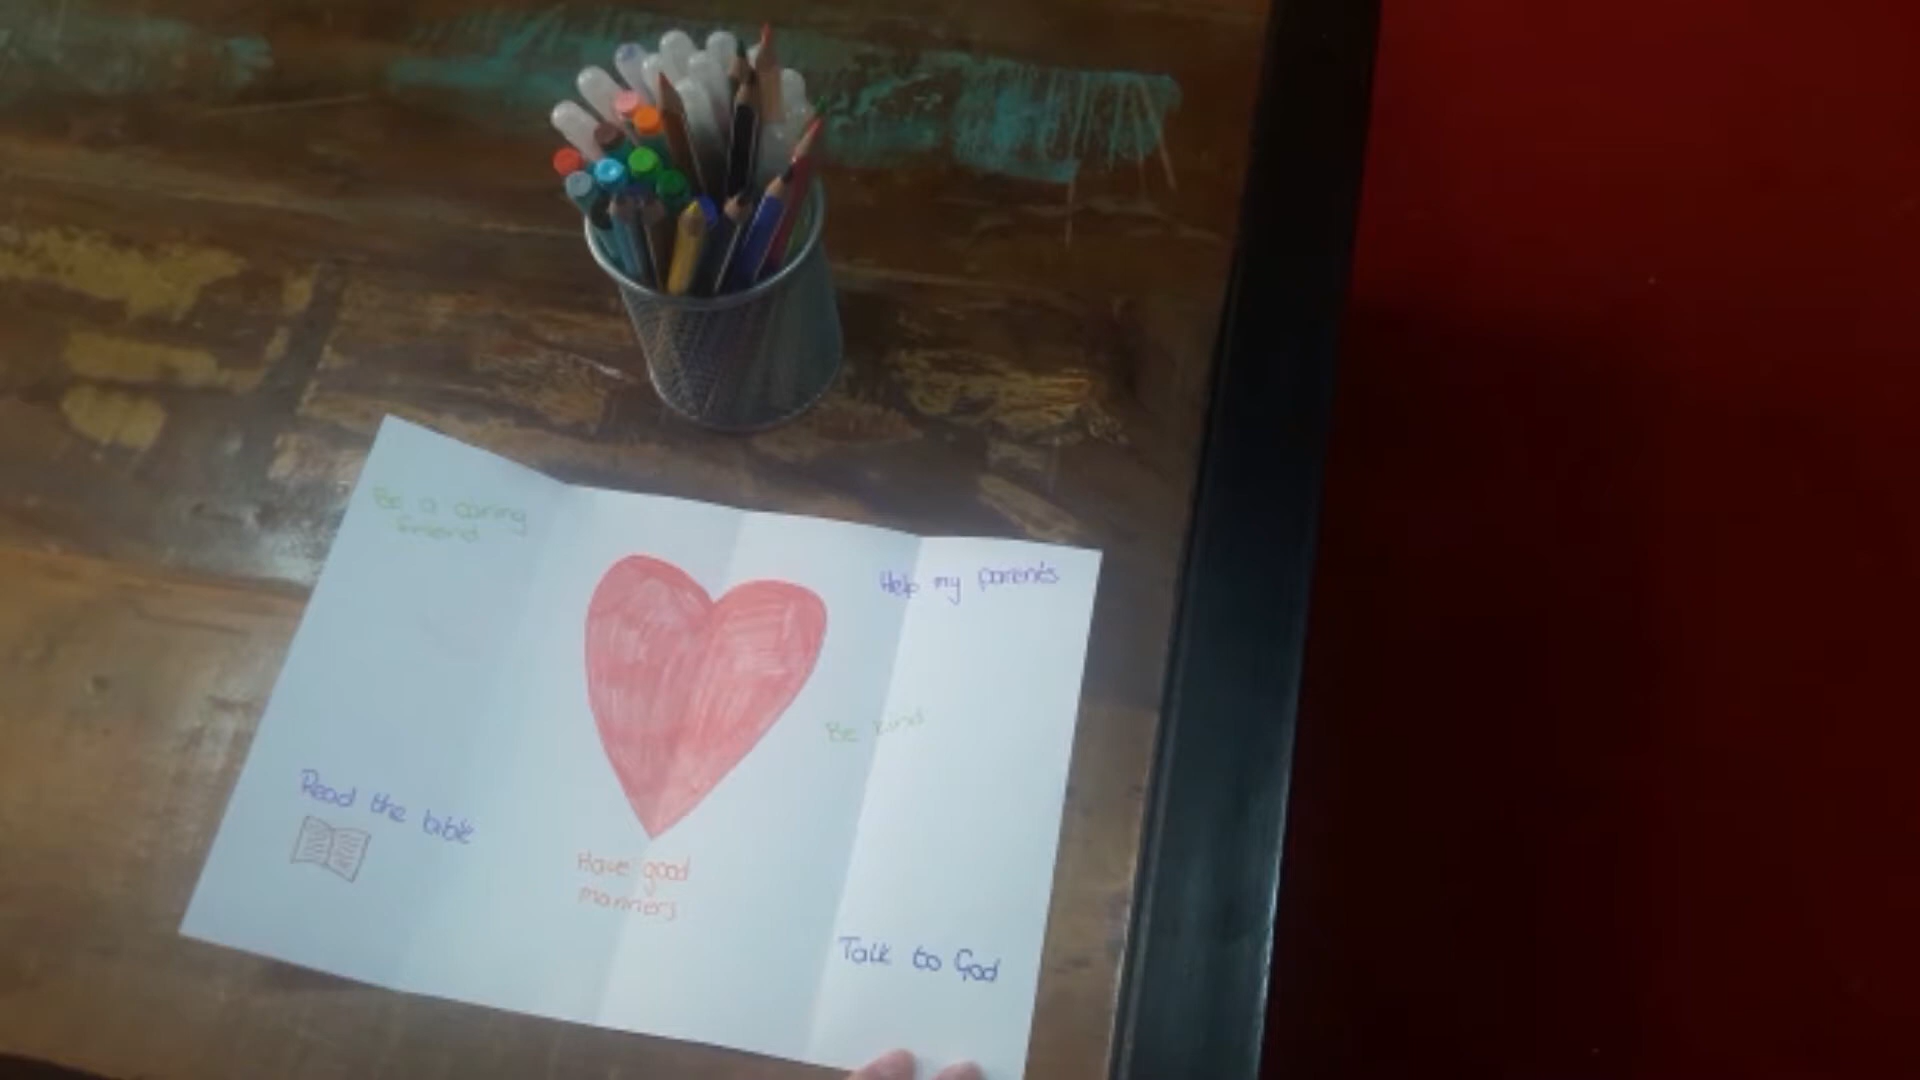 Be a caring
friend
Help my parents
Be kind
Read the bible
Have good
manners
Talk to God